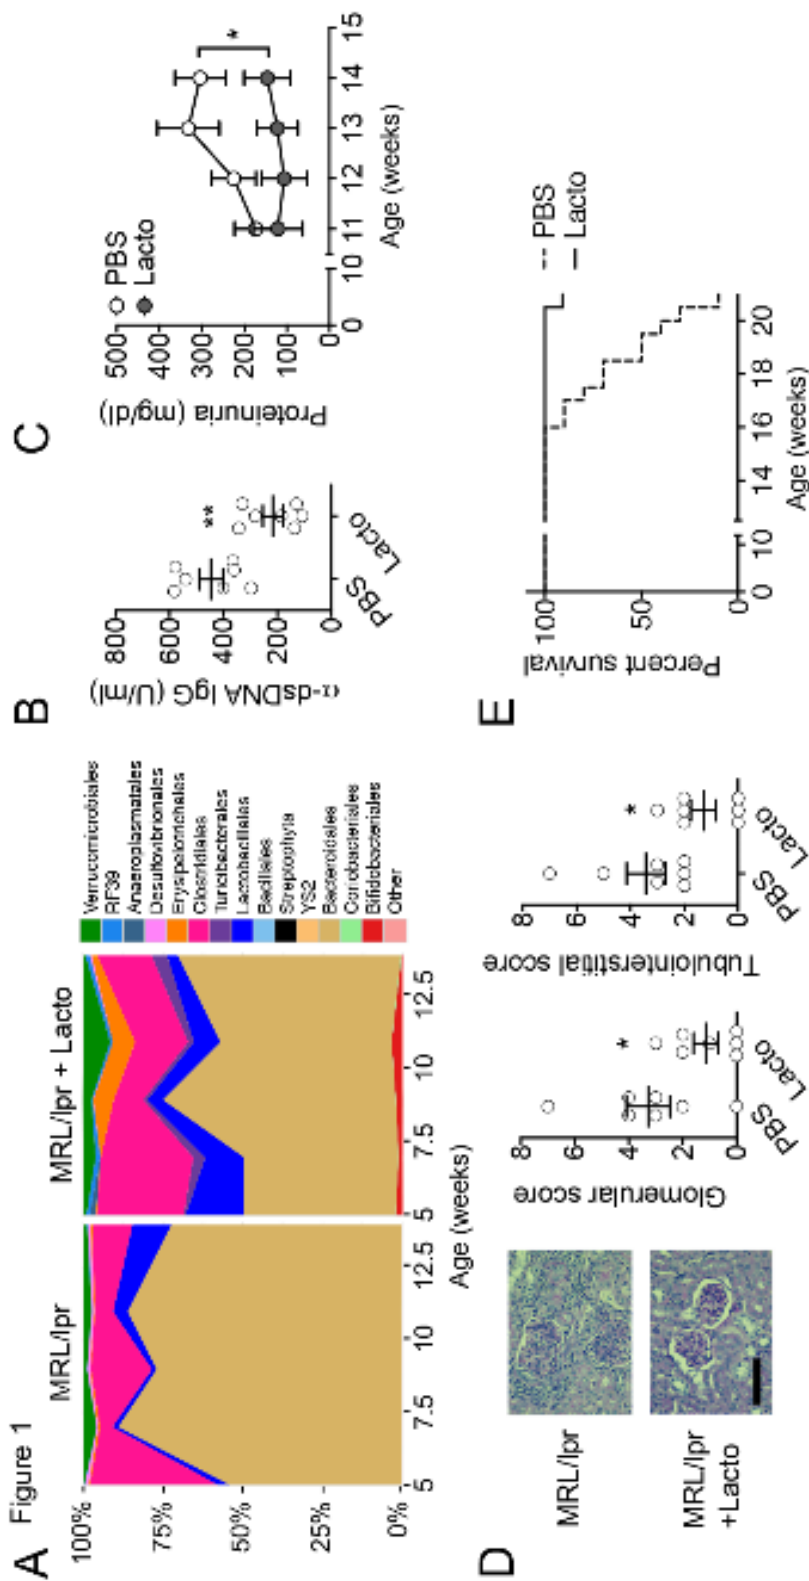 Figure 1
A
MRL/lpr
MRL/lpr + Lacto
100%
75%
50%
25%
0%
5
7.5
10
12.5
5
7.5
10
12.5
Age (weeks)
Verrucomicrobiales
RF39
Anaeroplasmatales
Desulfovibrionales
Erysipelotrichales
Clostridiales
Turicibacterales
Lactobacillales
Bacillales
Streptophyta
YS2
Bacteroidales
Coriobacteriales
Bifidobacteriales
Other
B
α-dsDNA IgG (U/ml)
800
600
400
200
0
**
PBS
Lacto
C
Proteinuria (mg/dl)
500
400
300
200
100
0
PBS
Lacto
*
0
10
11
12
13
14
15
Age (weeks)
D
MRL/lpr
MRL/lpr
+Lacto
Glomerular score
8
6
4
2
0
*
PBS
Lacto
Tubulointerstitial score
8
6
4
2
0
*
PBS
Lacto
E
Percent survival
100
50
0
0
10
14
16
18
20
Age (weeks)
PBS
Lacto